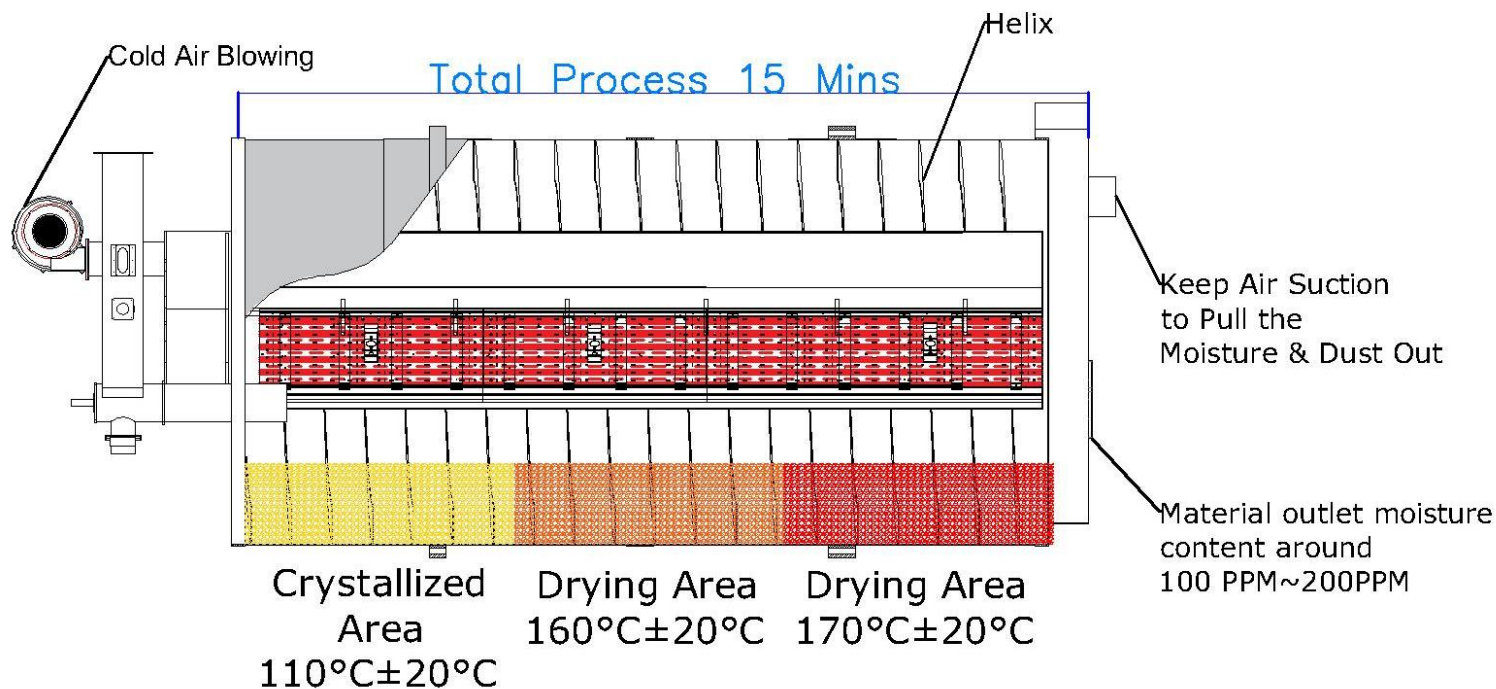 Helix
Cold Air Blowing
Total Process 15 Mins
Keep Air Suction
to Pull the
Moisture & Dust Out
Material outlet moisture
content around
100 PPM~200PPM
Crystallized
Area
110°C±20°C
Drying Area
160°C±20°C
Drying Area
170°C±20°C